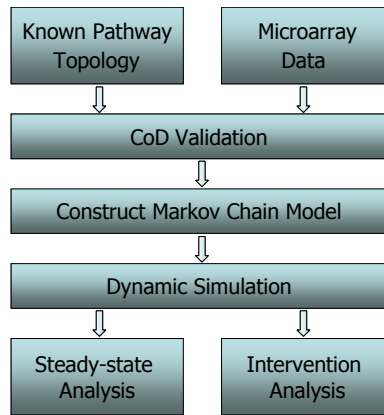 Known Pathway
Topology
Microarray
Data
CoD Validation
Construct Markov Chain Model
Dynamic Simulation
Steady-state
Analysis
Intervention
Analysis